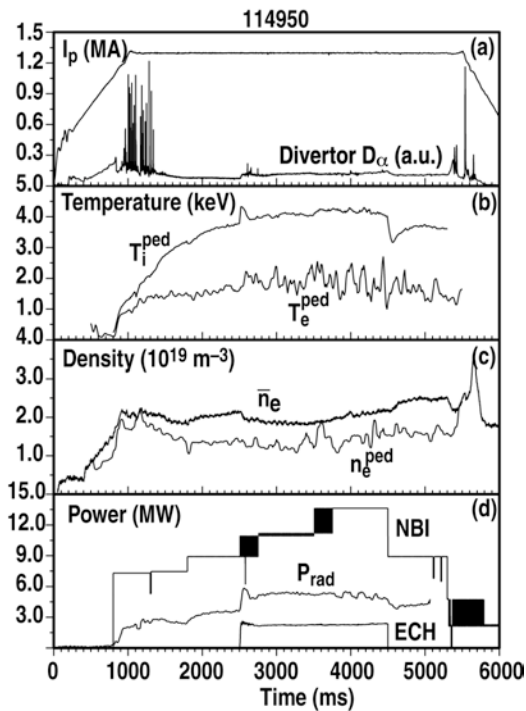 114950
1.5
I_p (MA)
(a)
1.2
0.9
0.6
0.3
Divertor D_α (a.u.)
5.0
Temperature (keV)
(b)
4.0
3.0
T_i^ped
2.0
1.0
T_e^ped
4.0
Density (10^19 m^–3)
(c)
3.0
n̅_e
2.0
1.0
n_e^ped
15.0
Power (MW)
(d)
12.0
NBI
9.0
6.0
P_rad
3.0
ECH
0 1000 2000 3000 4000 5000 6000
Time (ms)